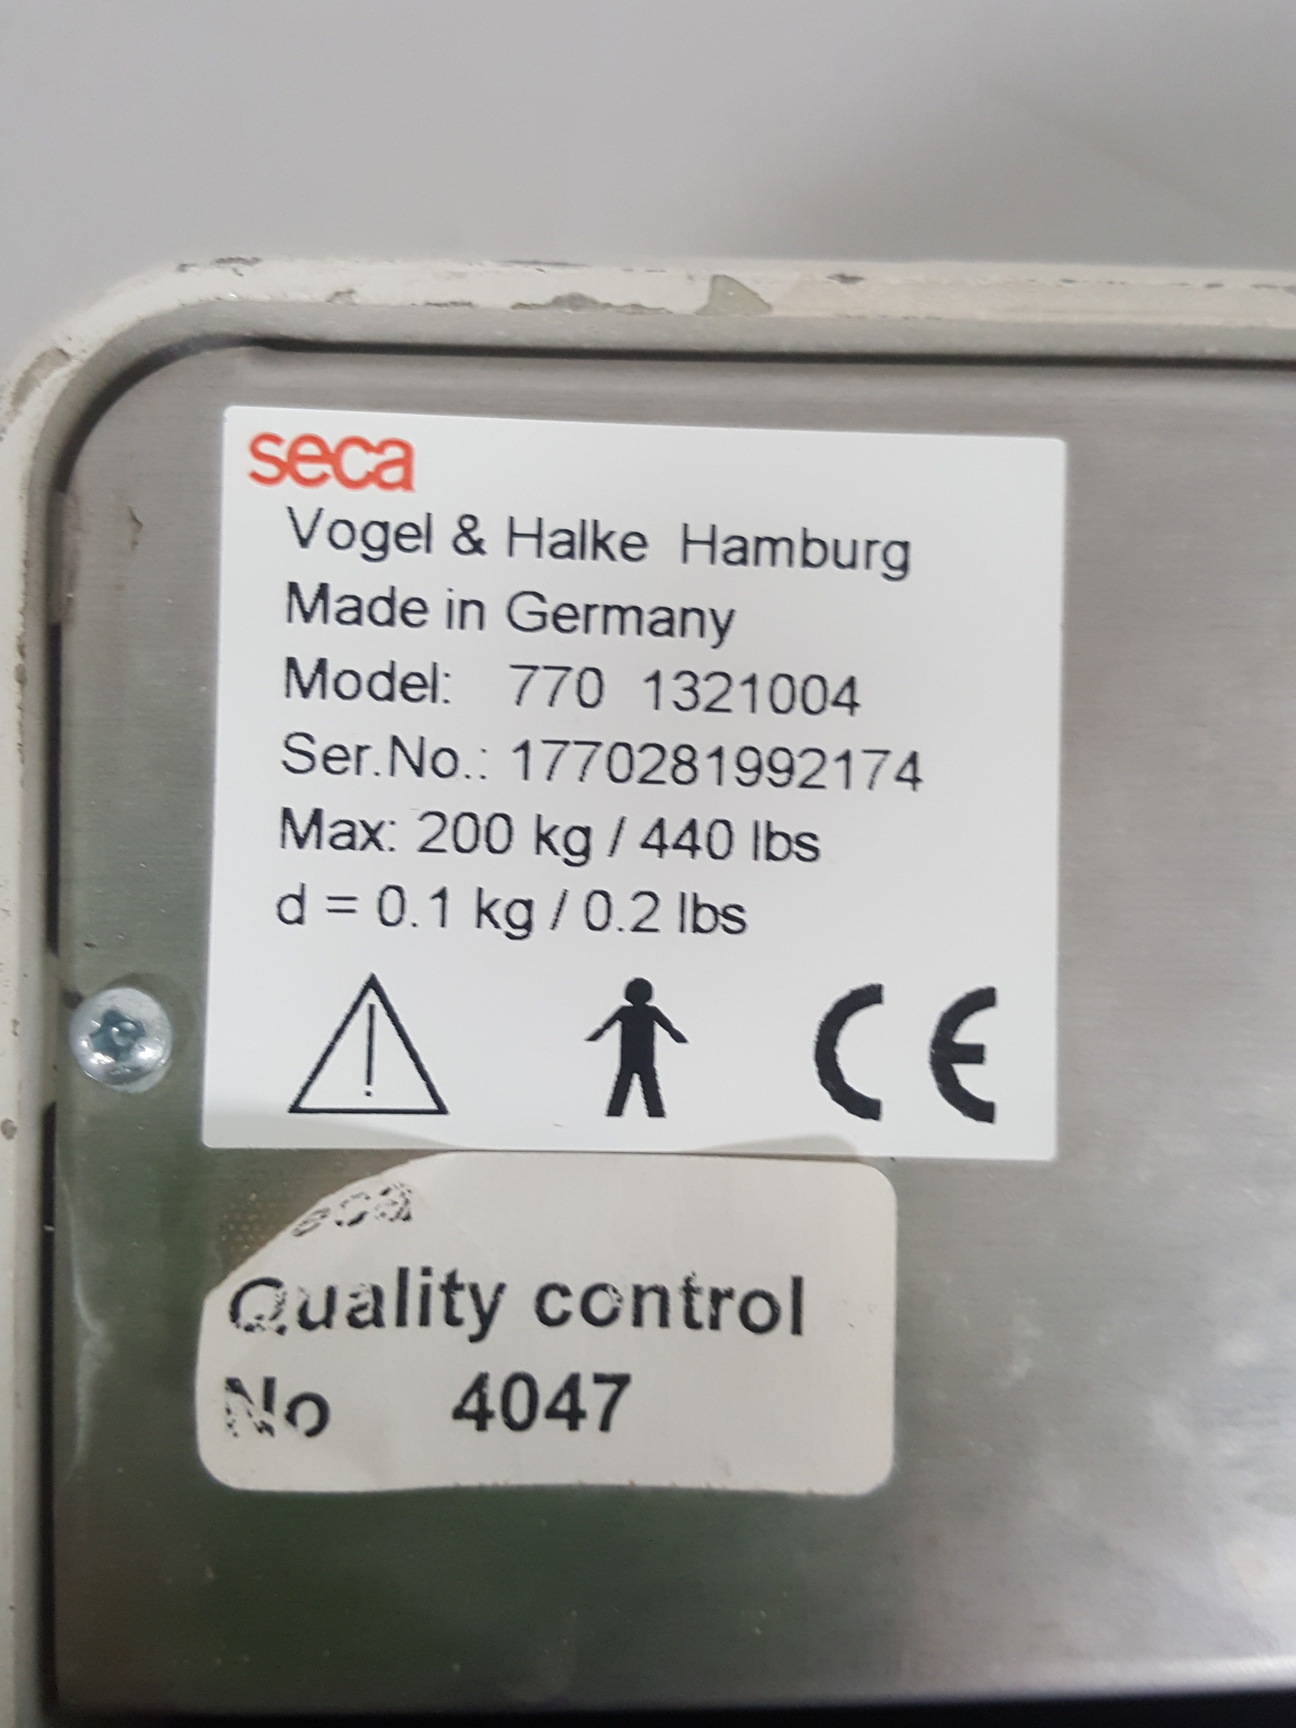 seca
Vogel & Halke Hamburg
Made in Germany
Model: 770 1321004
Ser.No.: 1770281992174
Max: 200 kg / 440 lbs
d = 0.1 kg / 0.2 lbs
CE
eca
Quality control
No 4047